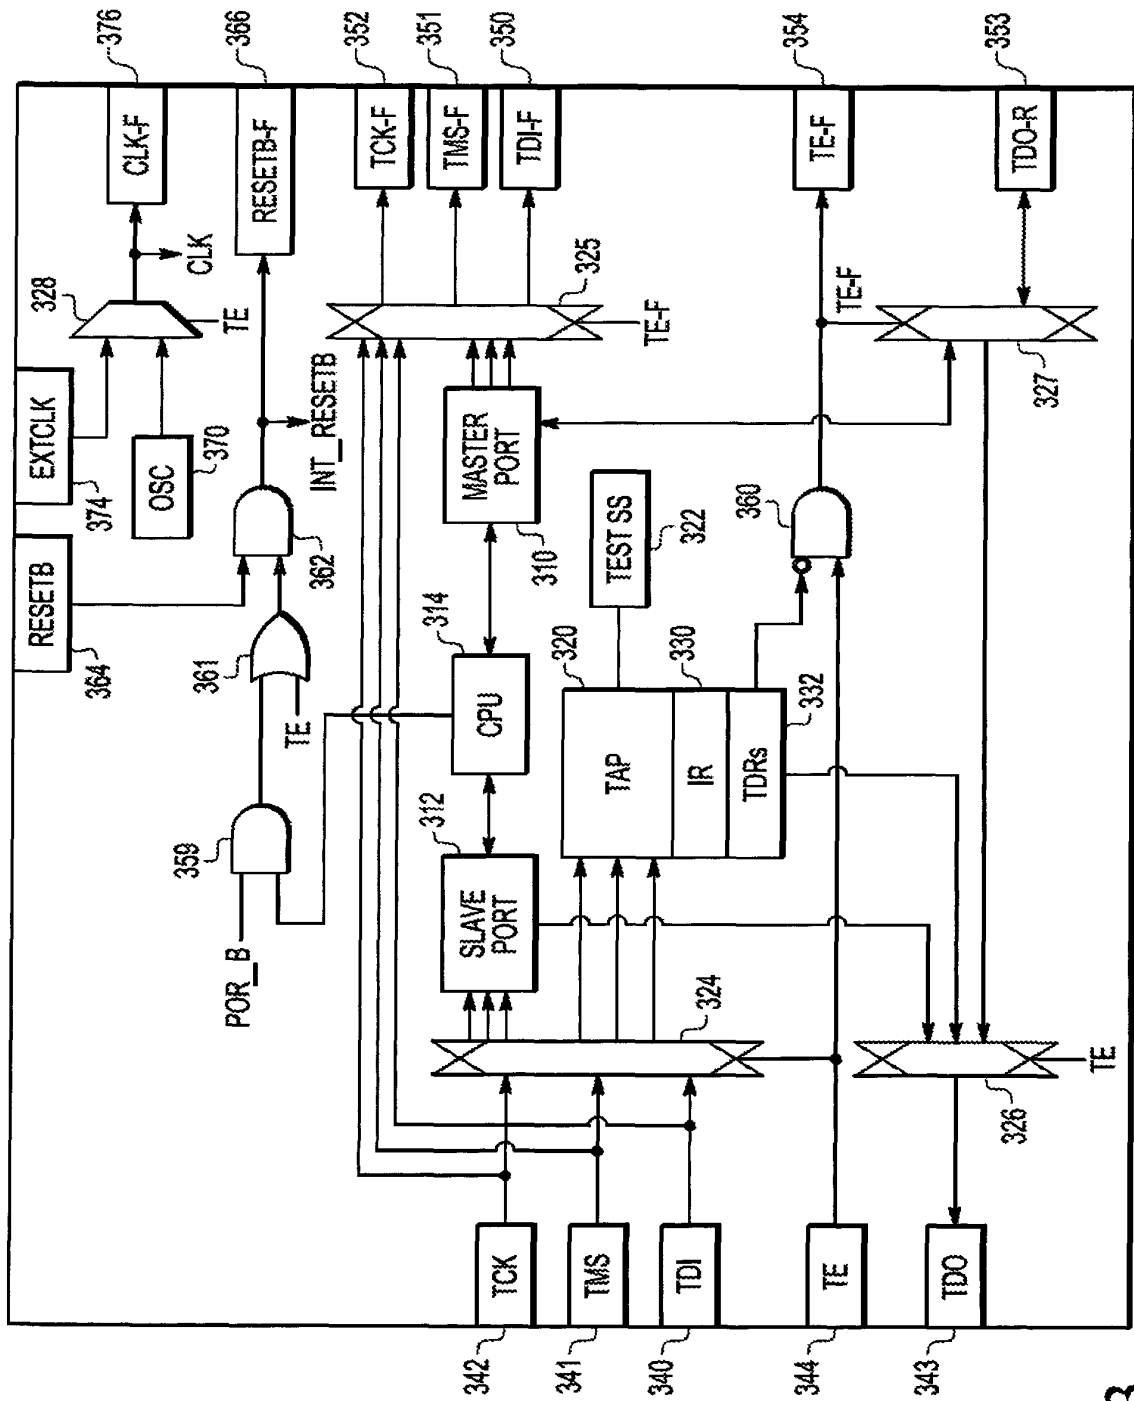 RESETB
EXTCLK
364
374
328
CLK-F
376
OSC
370
CLK
359
361
TE
TE
RESETB-F
366
POR_B
TE
362
INT_RESETB
TCK-F
352
312
314
TMS-F
351
342
TCK
SLAVE
PORT
CPU
MASTER
PORT
TDI-F
350
310
320
325
341
TMS
TAP
TEST SS
322
330
TE-F
340
TDI
324
IR
332
360
TDRs
344
TE
TE-F
354
TE-F
343
TDO
326
TE
327
TDO-R
353
3